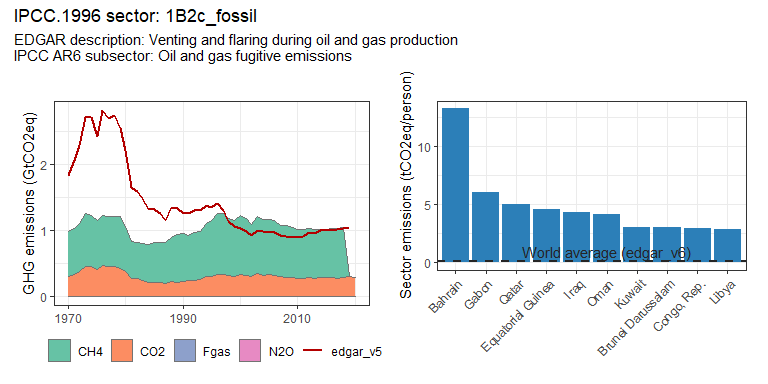 IPCC.1996 sector: 1B2c_fossil
EDGAR description: Venting and flaring during oil and gas production
IPCC AR6 subsector: Oil and gas fugitive emissions
GHG emissions (GtCO2eq)
2
1
0
1970
1990
2010
CH4
CO2
Fgas
N2O
edgar_v5
Sector emissions (tCO2eq/person)
10
5
0
World average (edgar_v6)
Bahrain
Gabon
Qatar
Equatorial Guinea
Iraq
Oman
Kuwait
Brunei Darussalam
Congo, Rep.
Libya